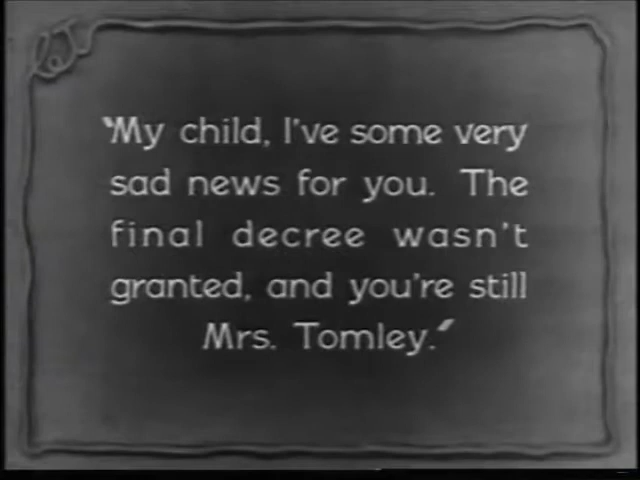 "My child, I've some very
sad news for you. The
final decree wasn't
granted, and you're still
Mrs. Tomley."